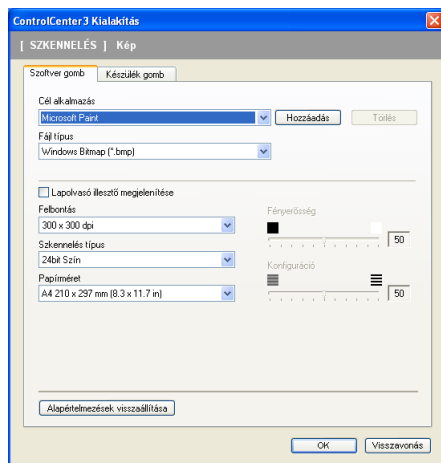 ControlCenter3 Kialakítás
[ SZKENNELÉS ] Kép
Szoftver gomb Készülék gomb
Cél alkalmazás
Microsoft Paint Hozzáadás Törlés
Fájl típus
Windows Bitmap (*.bmp)
Lapolvasó illesztő megjelenítése
Felbontás Fényerősség
300 x 300 dpi
50
Szkennelés típus
24bit Szín
Konfiguráció
Papírméret
A4 210 x 297 mm (8.3 x 11.7 in) 50
Alapértelmezések visszaállítása
OK Visszavonás